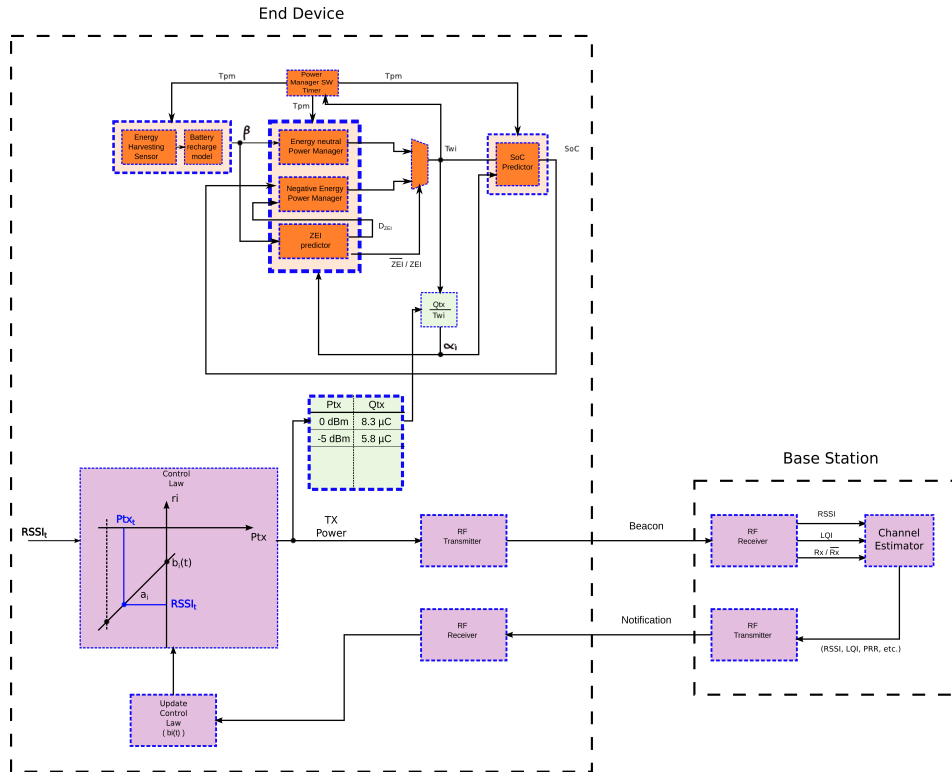 End Device
Tpm
Power
Manager SW
Timer
Tpm
Tpm
β
Energy
Harvesting
Sensor
Battery
recharge
model
Energy neutral
Power Manager
Twi
SoC
Predictor
SoC
Negative Energy
Power Manager
ZEI
predictor
D_ZEI
Z̅E̅I̅ / ZEI
Qtx
Twi
αi
Ptx Qtx
0 dBm 8.3 µC
-5 dBm 5.8 µC
Control
Law
ri
Ptxt
Ptx
bi(t)
ai
RSSIt
RSSIt
TX
Power
RF
Transmitter
Beacon
Base Station
RF
Receiver
RSSI
LQI
Rx / R̅x̅
Channel
Estimator
RF
Receiver
Notification
RF
Transmitter
(RSSI, LQI, PRR, etc.)
Update
Control
Law
( bi(t) )